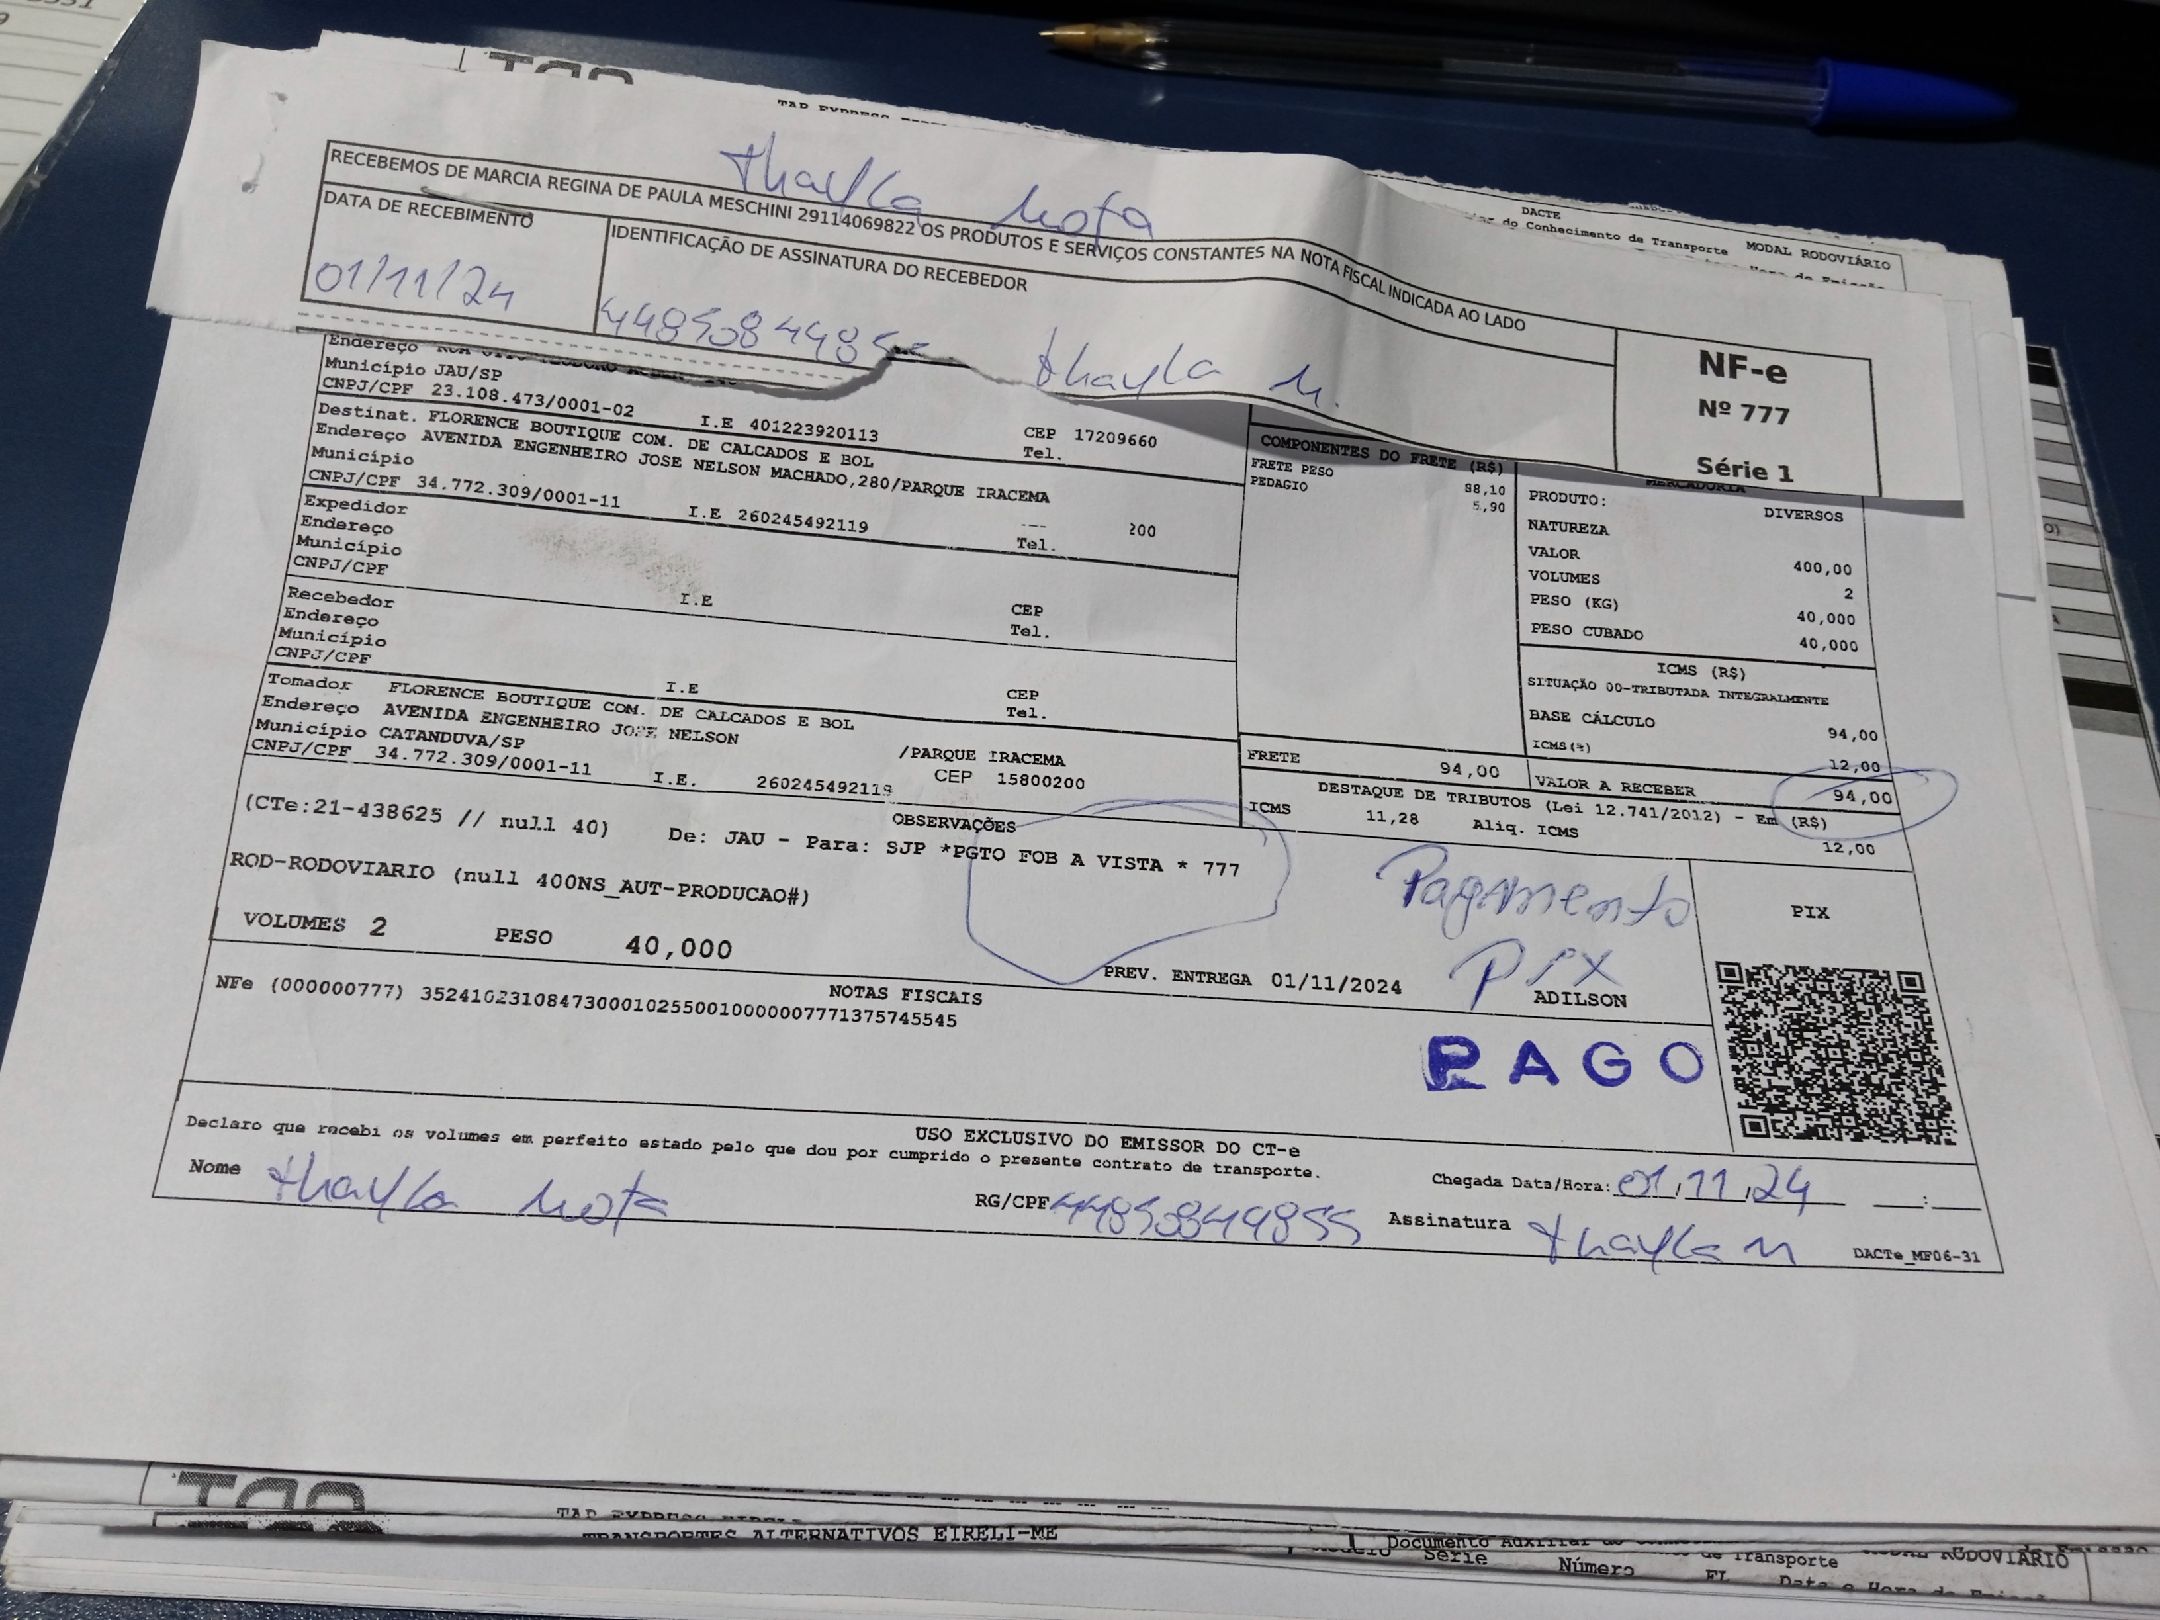 thayla mota
RECEBEMOS DE MARCIA REGINA DE PAULA MESCHINI 29114069822 OS PRODUTOS E SERVIÇOS CONSTANTES NA NOTA FISCAL INDICADA AO LADO
DATA DE RECEBIMENTO
01/11/24
IDENTIFICAÇÃO DE ASSINATURA DO RECEBEDOR
thayla M.
NF-e
Nº 777
Série 1
DACTE
do Conhecimento de Transporte
MODAL RODOVIÁRIO
Endereço
Município JAU/SP
CNPJ/CPF 23.108.473/0001-02 I.E 401223920113 CEP 17209660
Tel.
Destinat. FLORENCE BOUTIQUE COM. DE CALCADOS E BOL
Endereço AVENIDA ENGENHEIRO JOSE NELSON MACHADO,280/PARQUE IRACEMA
Município
CNPJ/CPF 34.772.309/0001-11 I.E 260245492119 200
Tel.
Expedidor
Endereço
Município
CNPJ/CPF I.E CEP
Tel.
Recebedor
Endereço
Município
CNPJ/CPF I.E CEP
Tel.
Tomador FLORENCE BOUTIQUE COM. DE CALCADOS E BOL
Endereço AVENIDA ENGENHEIRO JOSE NELSON /PARQUE IRACEMA
Município CATANDUVA/SP CEP 15800200
CNPJ/CPF 34.772.309/0001-11 I.E. 260245492119
COMPONENTES DO FRETE (R$)
FRETE PESO 88,10
PEDAGIO 5,90
MERCADORIA
PRODUTO: DIVERSOS
NATUREZA
VALOR 400,00
VOLUMES 2
PESO (KG) 40,000
PESO CUBADO 40,000
ICMS (R$)
SITUAÇÃO 00-TRIBUTADA INTEGRALMENTE
BASE CÁLCULO 94,00
ICMS(%) 12,00
FRETE 94,00
VALOR A RECEBER 94,00
DESTAQUE DE TRIBUTOS (Lei 12.741/2012) - Em (R$)
ICMS 11,28 Aliq. ICMS 12,00
OBSERVAÇÕES
(CTe:21-438625 // null 40) De: JAU - Para: SJP *PGTO FOB A VISTA * 777
ROD-RODOVIARIO (null 400NS_AUT-PRODUCAO#)
VOLUMES 2 PESO 40,000
PREV. ENTREGA 01/11/2024
ADILSON
Pagamento
PIX
PIX
NOTAS FISCAIS
NFe (000000777) 35241023108473000102550010000007771375745545
PAGO
USO EXCLUSIVO DO EMISSOR DO CT-e
Declaro que recebi os volumes em perfeito estado pelo que dou por cumprido o presente contrato de transporte.
Chegada Data/Hora: 01/11/24 :
Nome thayla mota
RG/CPF 44850849855
Assinatura thayla M
DACTe_MF06-31
TAP EXPRESS EIRELI
TRANSPORTES ALTERNATIVOS EIRELI-ME
Documento Auxiliar
de Transporte
MODAL RODOVIÁRIO
Série Número FL